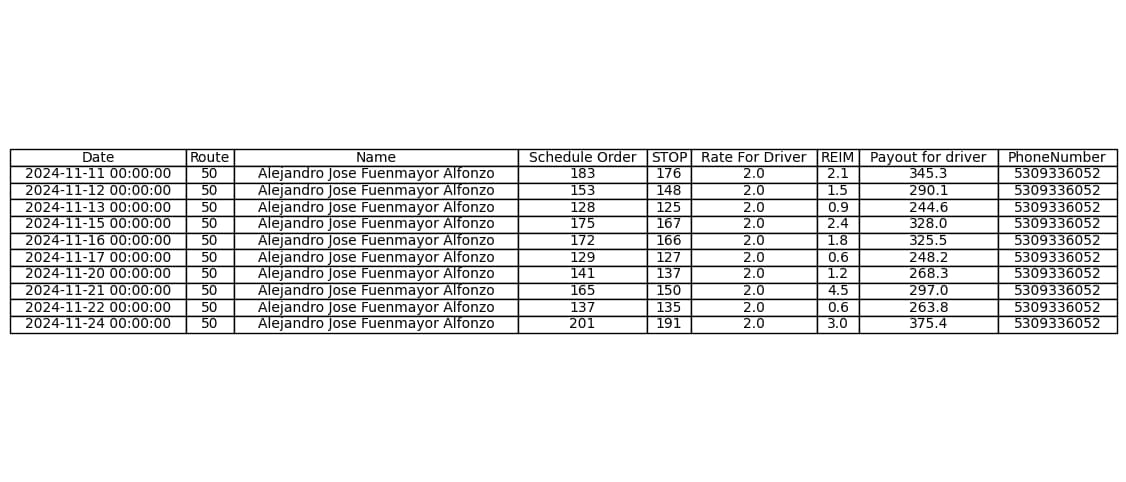 Date Route Name Schedule Order STOP Rate For Driver REIM Payout for driver PhoneNumber
2024-11-11 00:00:00 50 Alejandro Jose Fuenmayor Alfonzo 183 176 2.0 2.1 345.3 5309336052
2024-11-12 00:00:00 50 Alejandro Jose Fuenmayor Alfonzo 153 148 2.0 1.5 290.1 5309336052
2024-11-13 00:00:00 50 Alejandro Jose Fuenmayor Alfonzo 128 125 2.0 0.9 244.6 5309336052
2024-11-15 00:00:00 50 Alejandro Jose Fuenmayor Alfonzo 175 167 2.0 2.4 328.0 5309336052
2024-11-16 00:00:00 50 Alejandro Jose Fuenmayor Alfonzo 172 166 2.0 1.8 325.5 5309336052
2024-11-17 00:00:00 50 Alejandro Jose Fuenmayor Alfonzo 129 127 2.0 0.6 248.2 5309336052
2024-11-20 00:00:00 50 Alejandro Jose Fuenmayor Alfonzo 141 137 2.0 1.2 268.3 5309336052
2024-11-21 00:00:00 50 Alejandro Jose Fuenmayor Alfonzo 165 150 2.0 4.5 297.0 5309336052
2024-11-22 00:00:00 50 Alejandro Jose Fuenmayor Alfonzo 137 135 2.0 0.6 263.8 5309336052
2024-11-24 00:00:00 50 Alejandro Jose Fuenmayor Alfonzo 201 191 2.0 3.0 375.4 5309336052